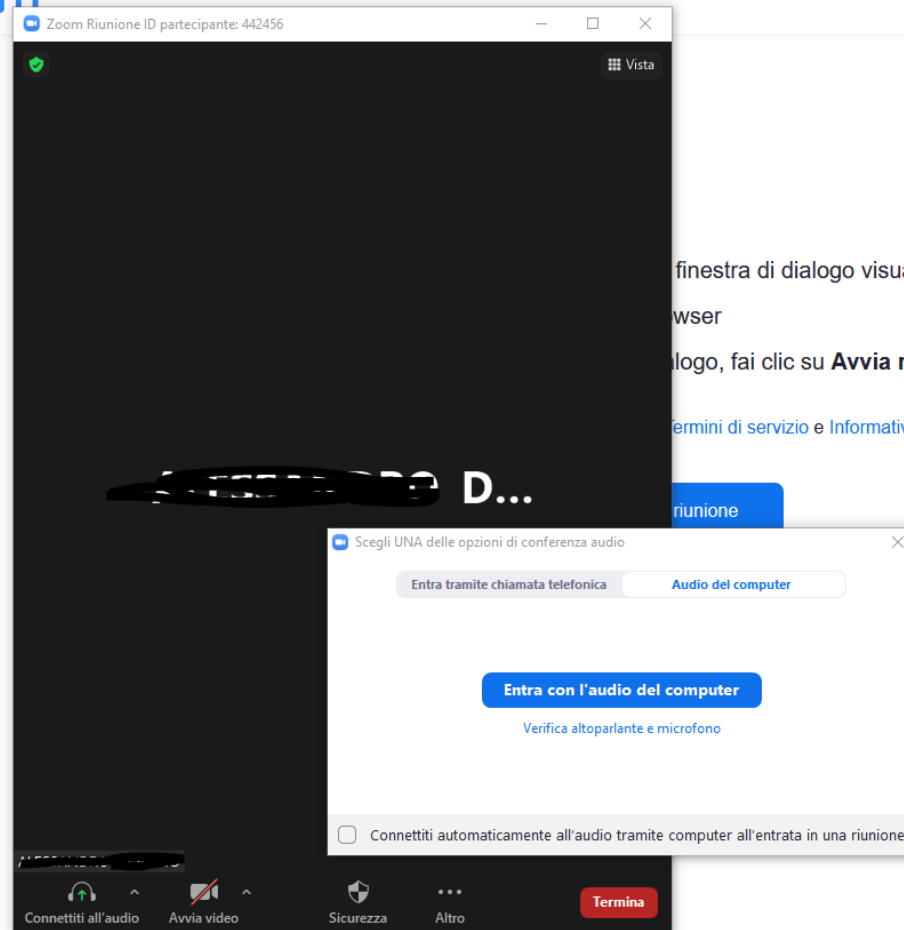 Zoom Riunione ID partecipante: 442456
Vista
finestra di dialogo
wser
logo, fai clic su Avvia
Termini di servizio e
D...
riunione
Scegli UNA delle opzioni di conferenza audio
Entra tramite chiamata telefonica
Audio del computer
Entra con l'audio del computer
Verifica altoparlante e microfono
Connettiti automaticamente all'audio tramite computer all'entrata in una riunione
Connettiti all'audio
Avvia video
Sicurezza
Altro
Termina